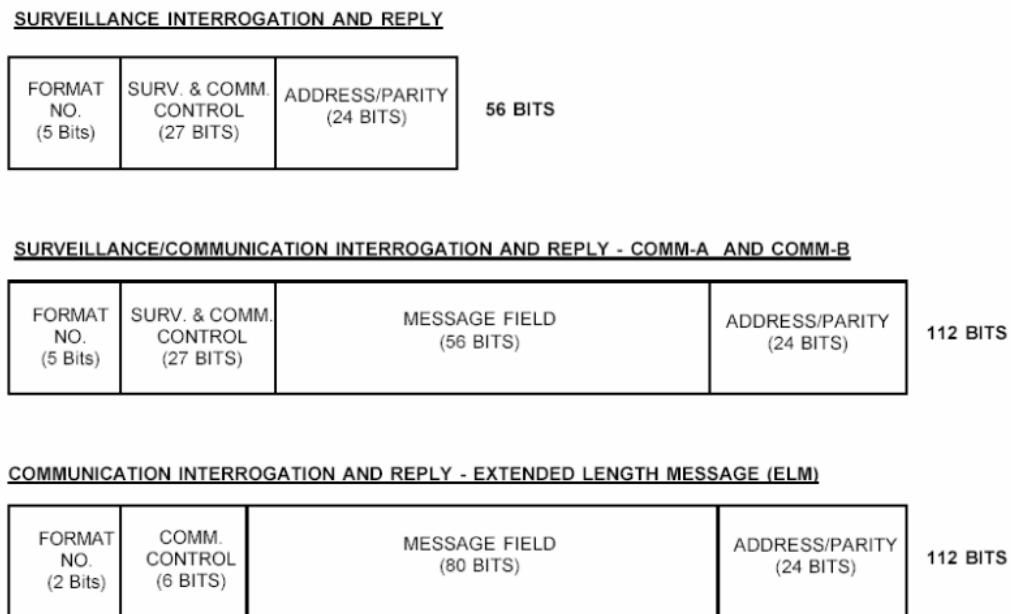 SURVEILLANCE INTERROGATION AND REPLY
FORMAT
NO.
(5 Bits)
SURV. & COMM.
CONTROL
(27 BITS)
ADDRESS/PARITY
(24 BITS)
56 BITS
SURVEILLANCE/COMMUNICATION INTERROGATION AND REPLY - COMM-A AND COMM-B
FORMAT
NO.
(5 Bits)
SURV. & COMM.
CONTROL
(27 BITS)
MESSAGE FIELD
(56 BITS)
ADDRESS/PARITY
(24 BITS)
112 BITS
COMMUNICATION INTERROGATION AND REPLY - EXTENDED LENGTH MESSAGE (ELM)
FORMAT
NO.
(2 Bits)
COMM.
CONTROL
(6 BITS)
MESSAGE FIELD
(80 BITS)
ADDRESS/PARITY
(24 BITS)
112 BITS